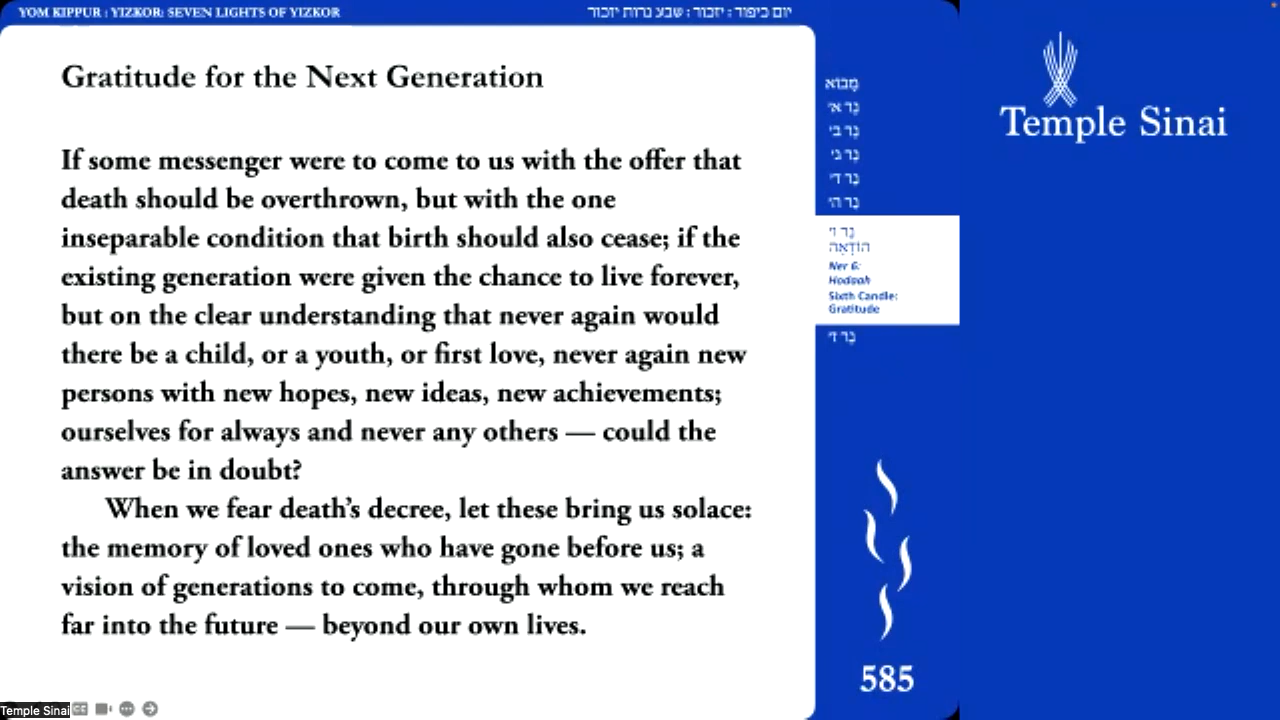 YOM KIPPUR : YIZKOR: SEVEN LIGHTS OF YIZKOR
יום כיפור : יזכור : שבע נרות יזכור
Gratitude for the Next Generation
If some messenger were to come to us with the offer that
death should be overthrown, but with the one
inseparable condition that birth should also cease; if the
existing generation were given the chance to live forever,
but on the clear understanding that never again would
there be a child, or a youth, or first love, never again new
persons with new hopes, new ideas, new achievements;
ourselves for always and never any others — could the
answer be in doubt?
When we fear death’s decree, let these bring us solace:
the memory of loved ones who have gone before us; a
vision of generations to come, through whom we reach
far into the future — beyond our own lives.
מָבוֹא
נֵר א׳
נֵר ב׳
נֵר ג׳
נֵר ד׳
נֵר ה׳
נֵר ו׳
הוֹדָאָה
Ner 6:
Hodaah
Sixth Candle:
Gratitude
נֵר ז׳
585
Temple Sinai
Temple Sinai
CC